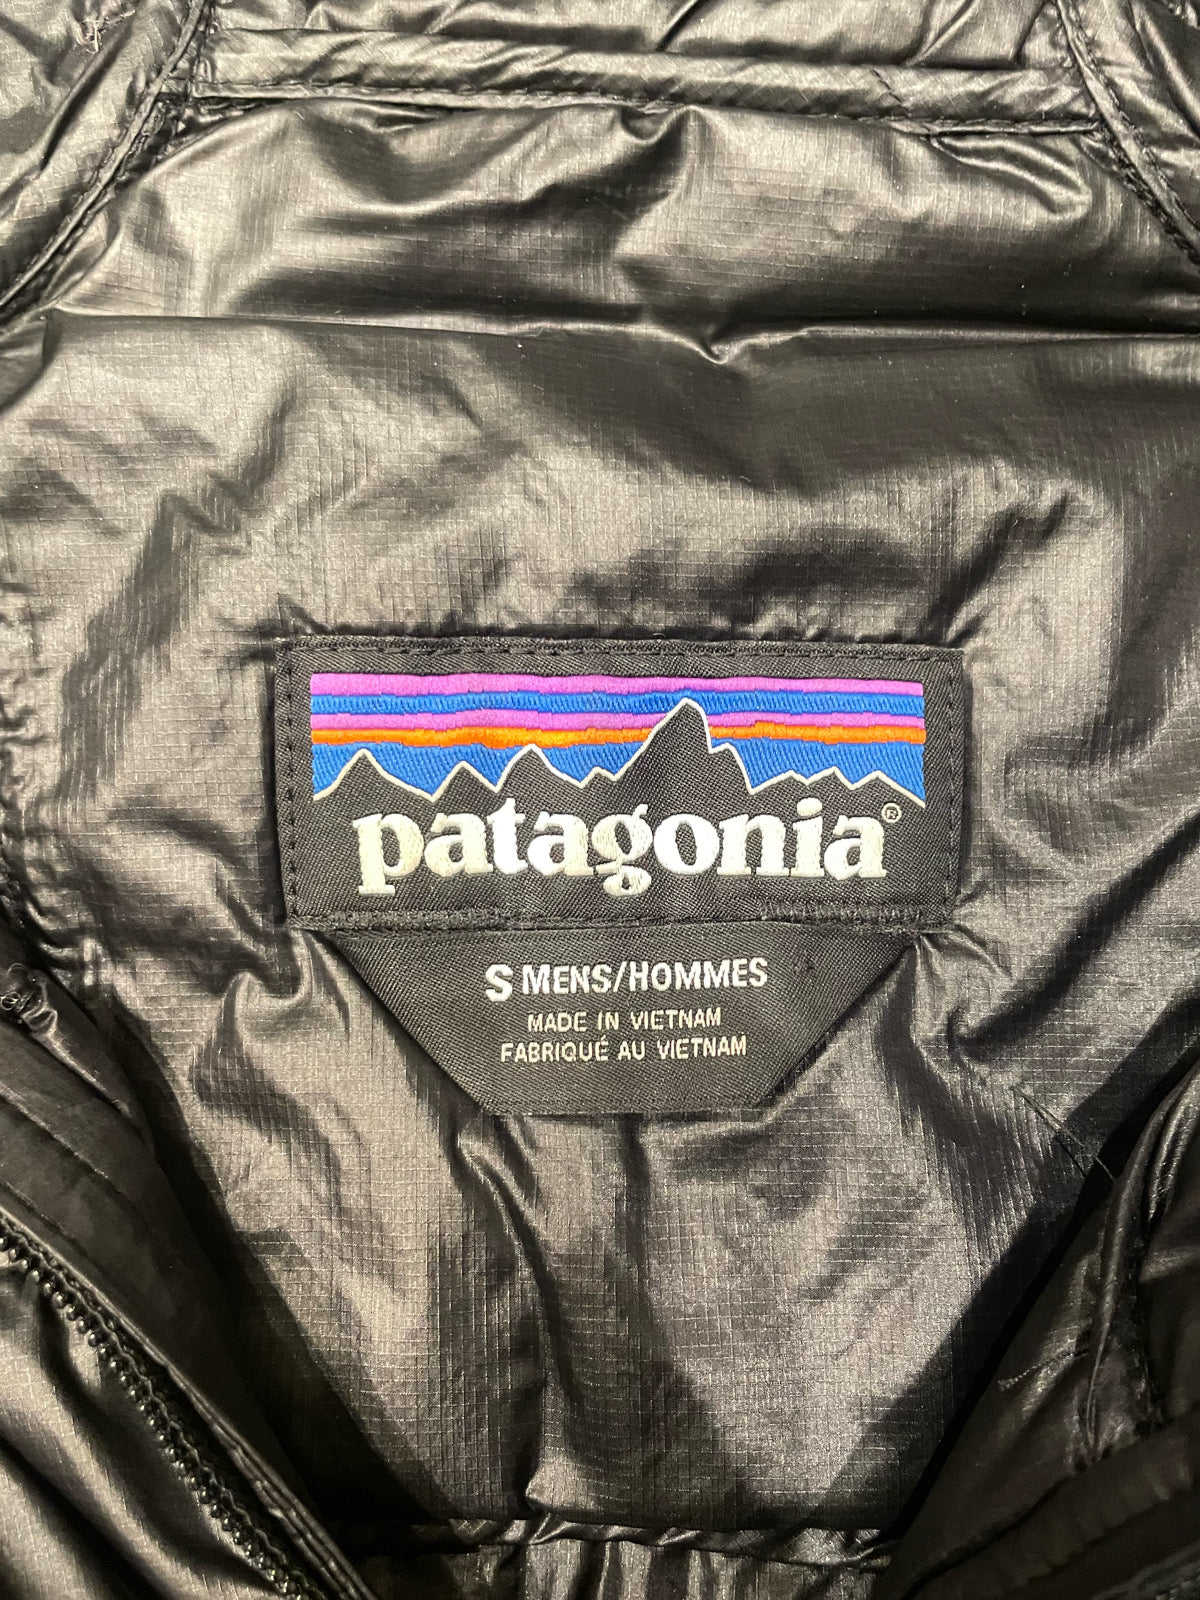 patagonia®
S MENS/HOMMES
MADE IN VIETNAM
FABRIQUÉ AU VIETNAM